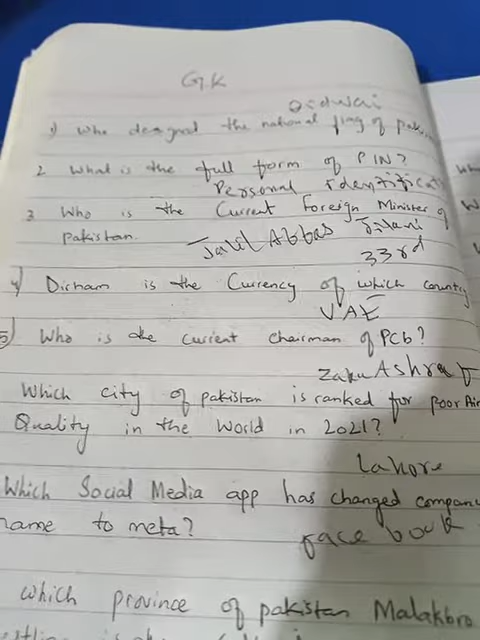 G.K
1) Who designed the national flag of
2 What is the full form of PIN?
Personal
3 Who is the Current Foreign Minister of
Pakistan.
Jalil Abbas Jilani
33rd
4) Dirham is the Currency of which country
UAE
5) Who is the current chairman of PCb?
Zaku Ashraf
Which city of pakistan is ranked for poor Air
Quality in the World in 2021?
Lahore
Which Social Media app has changed company
name to meta?
face book
which province of pakistan